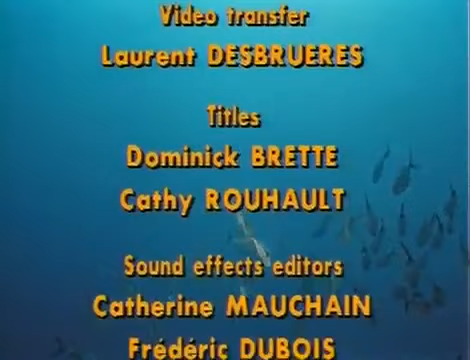 Video transfer
Laurent DESBRUERES
Titles
Dominick BRETTE
Cathy ROUHAULT
Sound effects editors
Catherine MAUCHAIN
Frédéric DUBOIS